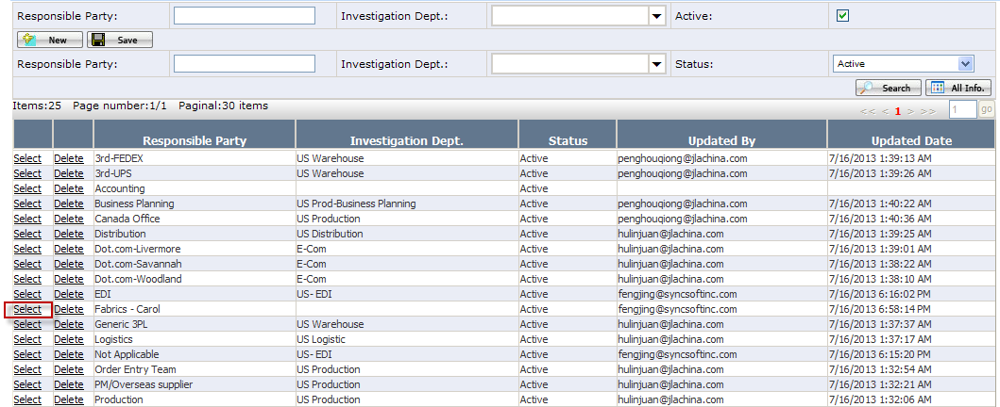 Responsible Party: Investigation Dept.: Active:
New Save
Responsible Party: Investigation Dept.: Status: Active
Search All Info.
Items:25 Page number:1/1 Paginal:30 items << < 1 > >> 1 go
Responsible Party Investigation Dept. Status Updated By Updated Date
Select Delete 3rd-FEDEX US Warehouse Active penghouqiong@jlachina.com 7/16/2013 1:39:13 AM
Select Delete 3rd-UPS US Warehouse Active penghouqiong@jlachina.com 7/16/2013 1:39:26 AM
Select Delete Accounting Active
Select Delete Business Planning US Prod-Business Planning Active penghouqiong@jlachina.com 7/16/2013 1:40:22 AM
Select Delete Canada Office US Production Active penghouqiong@jlachina.com 7/16/2013 1:40:36 AM
Select Delete Distribution US Distribution Active hulinjuan@jlachina.com 7/16/2013 1:39:25 AM
Select Delete Dot.com-Livermore E-Com Active hulinjuan@jlachina.com 7/16/2013 1:39:01 AM
Select Delete Dot.com-Savannah E-Com Active hulinjuan@jlachina.com 7/16/2013 1:38:22 AM
Select Delete Dot.com-Woodland E-Com Active hulinjuan@jlachina.com 7/16/2013 1:38:10 AM
Select Delete EDI US- EDI Active fengjing@syncsoftinc.com 7/16/2013 6:16:02 PM
Select Delete Fabrics - Carol Active fengjing@syncsoftinc.com 7/16/2013 6:58:14 PM
Select Delete Generic 3PL US Warehouse Active hulinjuan@jlachina.com 7/16/2013 1:37:37 AM
Select Delete Logistics US Logistic Active hulinjuan@jlachina.com 7/16/2013 1:37:17 AM
Select Delete Not Applicable US- EDI Active fengjing@syncsoftinc.com 7/16/2013 6:15:20 PM
Select Delete Order Entry Team US Production Active hulinjuan@jlachina.com 7/16/2013 1:32:54 AM
Select Delete PM/Overseas supplier US Production Active hulinjuan@jlachina.com 7/16/2013 1:32:21 AM
Select Delete Production US Production Active hulinjuan@jlachina.com 7/16/2013 1:32:06 AM